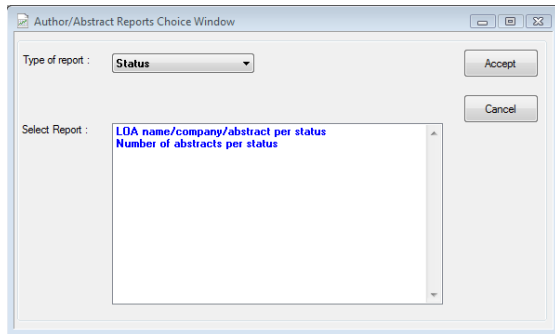 Author/Abstract Reports Choice Window
Type of report :
Status
Accept
Cancel
Select Report :
LOA name/company/abstract per status
Number of abstracts per status